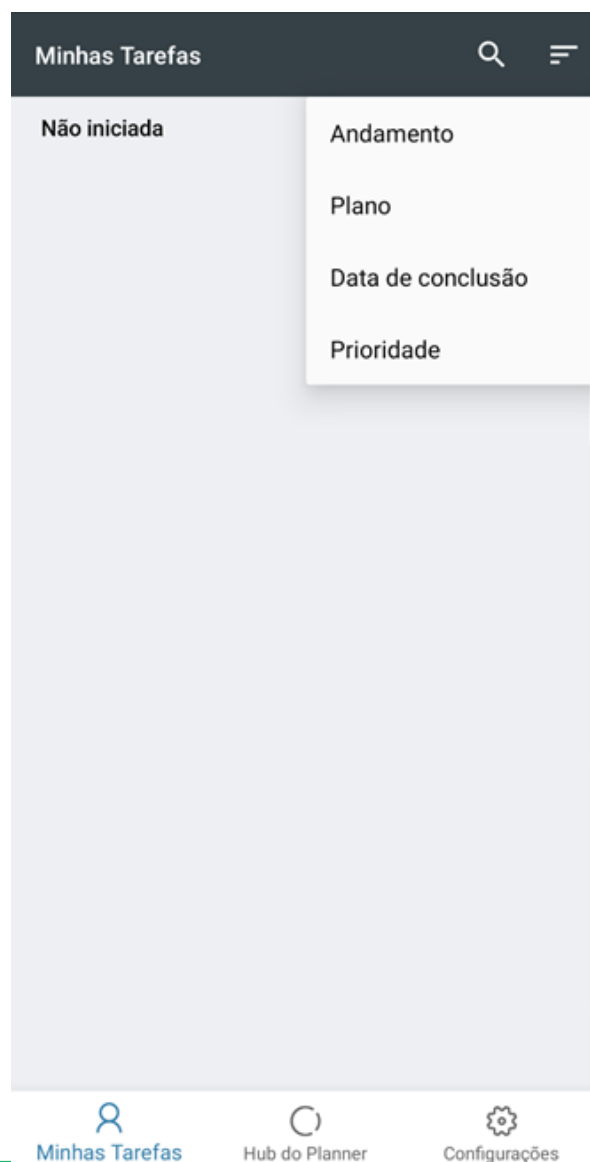 Minhas Tarefas
Não iniciada
Andamento
Plano
Data de conclusão
Prioridade
Minhas Tarefas
Hub do Planner
Configurações